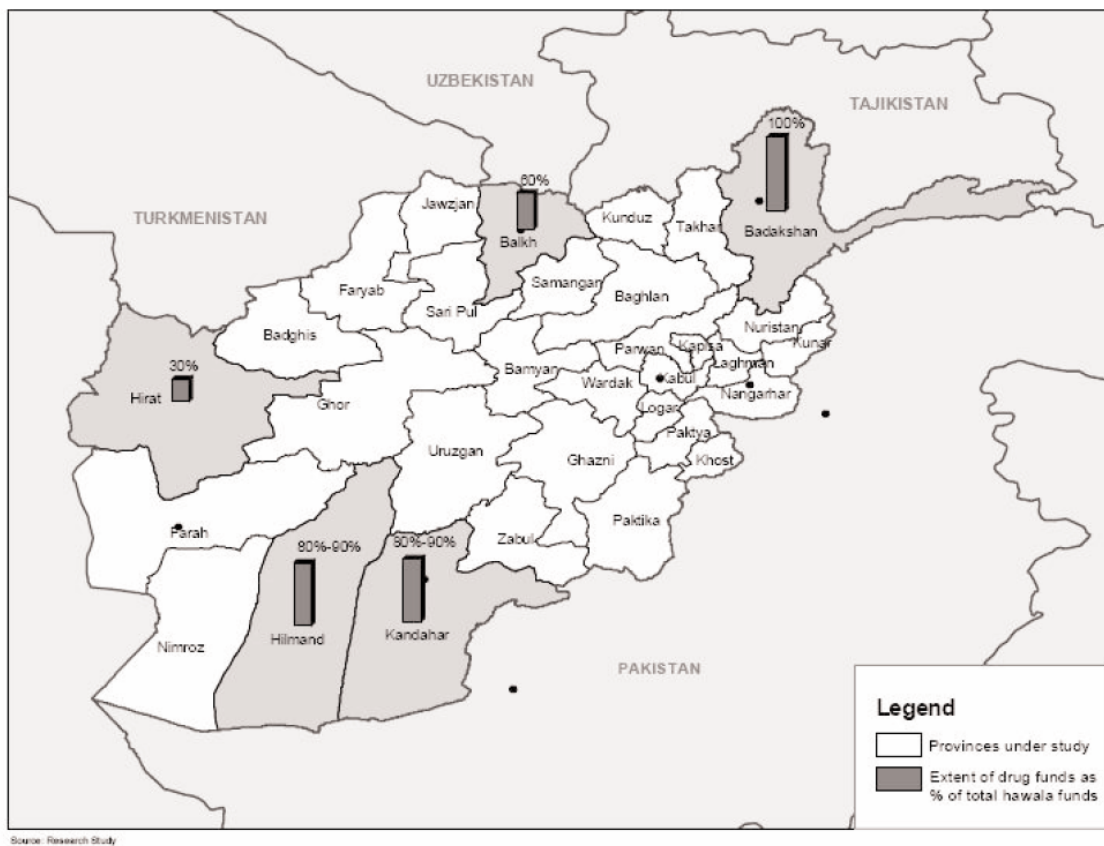 UZBEKISTAN
TAJIKISTAN
100%
TURKMENISTAN
Jawzjan
60%
Balkh
Kunduz
Takhar
Badakshan
Faryab
Sari Pul
Samangan
Baghlan
Badghis
Nuristan
Kunar
Parwan
Kapisa
Laghman
30%
Hirat
Ghor
Bamyan
Wardak
Kabul
Nangarhar
Logar
Paktya
Khost
Uruzgan
Ghazni
Paktika
Farah
80%-90%
80%-90%
Zabul
Hilmand
Kandahar
Nimroz
PAKISTAN
Legend
Provinces under study
Extent of drug funds as
% of total hawala funds
Source: Research Study